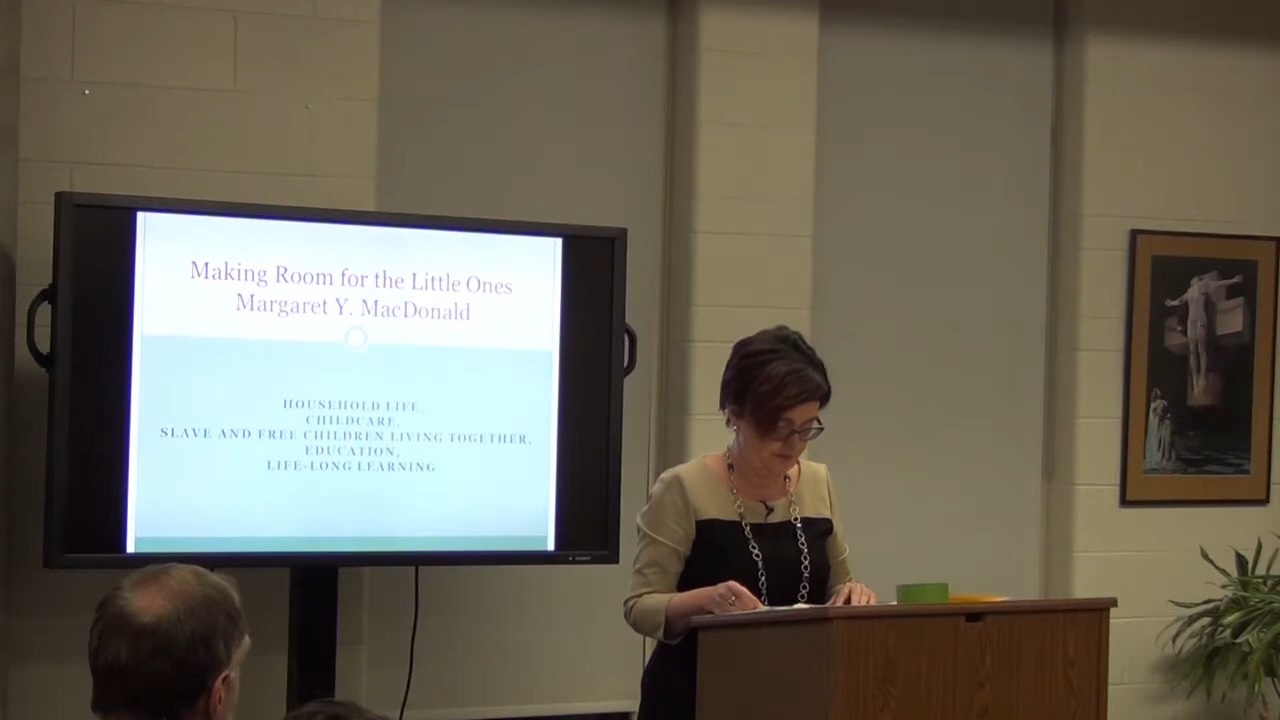 Making Room for the Little Ones
Margaret Y. MacDonald
HOUSEHOLD LIFE,
CHILDCARE,
SLAVE AND FREE CHILDREN LIVING TOGETHER,
EDUCATION,
LIFE-LONG LEARNING